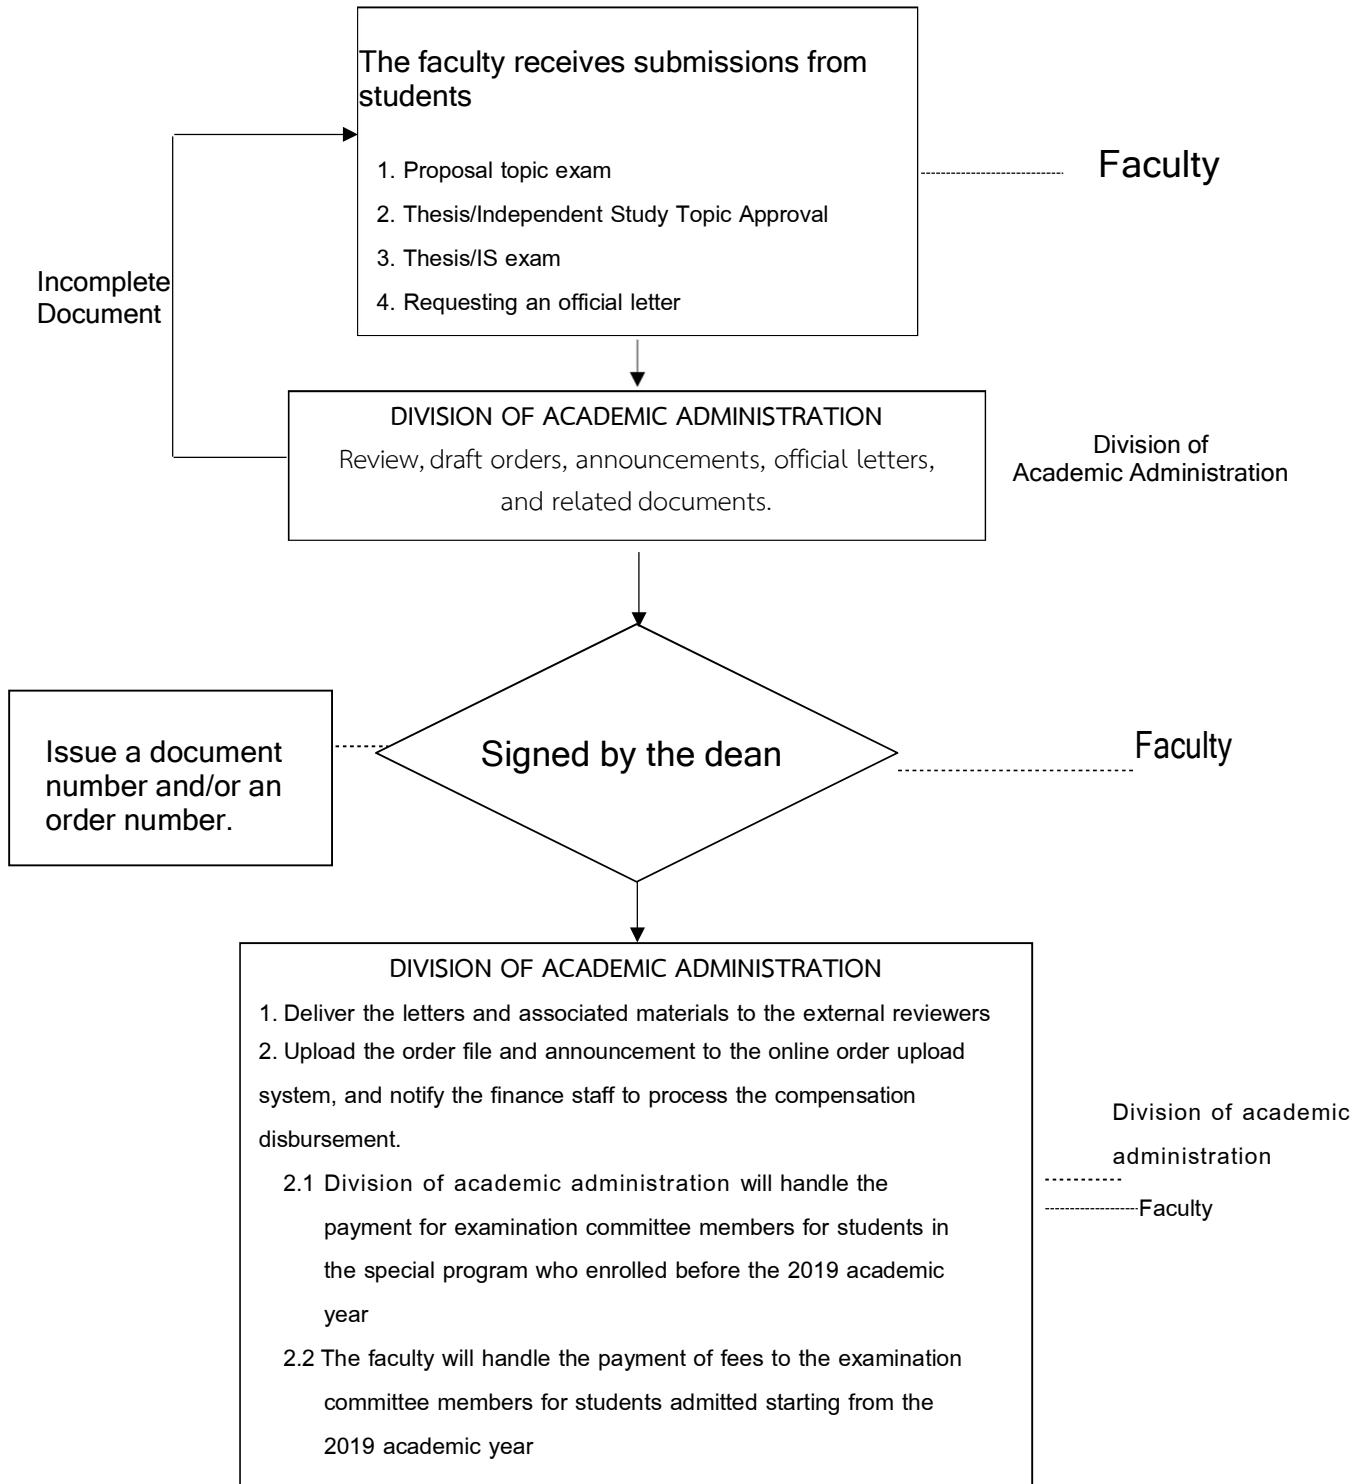 The faculty receives submissions from
students
1. Proposal topic exam
2. Thesis/Independent Study Topic Approval
3. Thesis/IS exam
4. Requesting an official letter
Faculty
Incomplete
Document
DIVISION OF ACADEMIC ADMINISTRATION
Review, draft orders, announcements, official letters,
and related documents.
Division of
Academic Administration
Issue a document
number and/or an
order number.
Signed by the dean
Faculty
DIVISION OF ACADEMIC ADMINISTRATION
1. Deliver the letters and associated materials to the external reviewers
2. Upload the order file and announcement to the online order upload
system, and notify the finance staff to process the compensation
disbursement.
2.1 Division of academic administration will handle the
payment for examination committee members for students in
the special program who enrolled before the 2019 academic
year
2.2 The faculty will handle the payment of fees to the examination
committee members for students admitted starting from the
2019 academic year
Division of academic
administration
Faculty